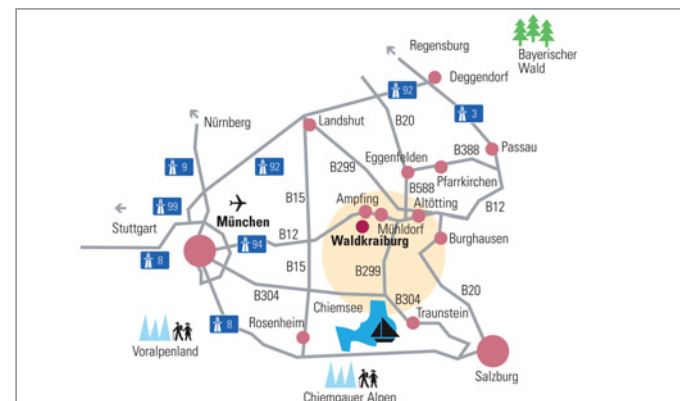 Regensburg
Bayerischer
Wald
Deggendorf
92
B20
3
Nürnberg
Landshut
Passau
B388
9
92
B299
Eggenfelden
Pfarrkirchen
B588
B15
99
München
Ampfing
Altötting
B12
Stuttgart
94
B12
Mühldorf
Waldkraiburg
Burghausen
8
B15
B299
B304
Chiemsee
B304
B20
8
Rosenheim
Traunstein
Voralpenland
Salzburg
Chiemgauer Alpen